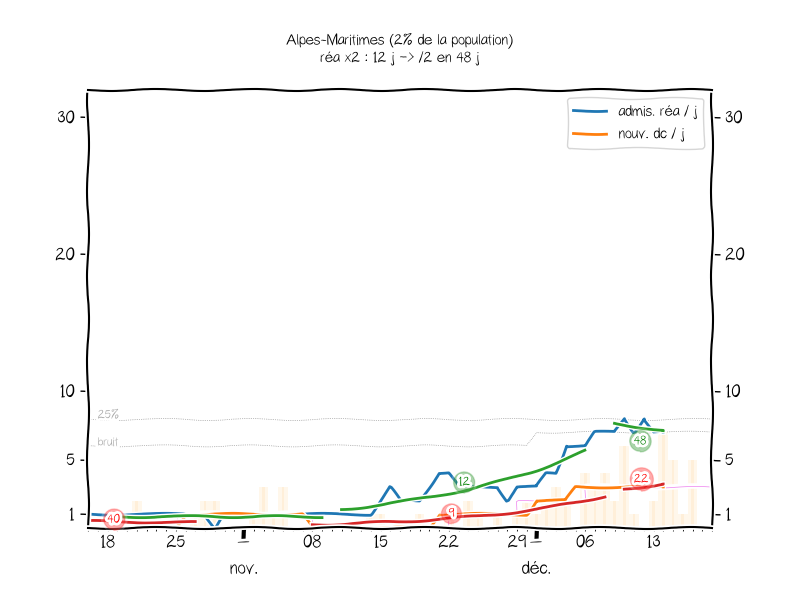 Alpes-Maritimes (2% de la population)
réa x2 : 12 j -> /2 en 48 j
admis. réa / j
nouv. dc / j
30 30
20 20
10 10
25%
bruit
5 5
1 1
48
12
22
9
40
18 25 08 15 22 29 06 13
nov. déc.